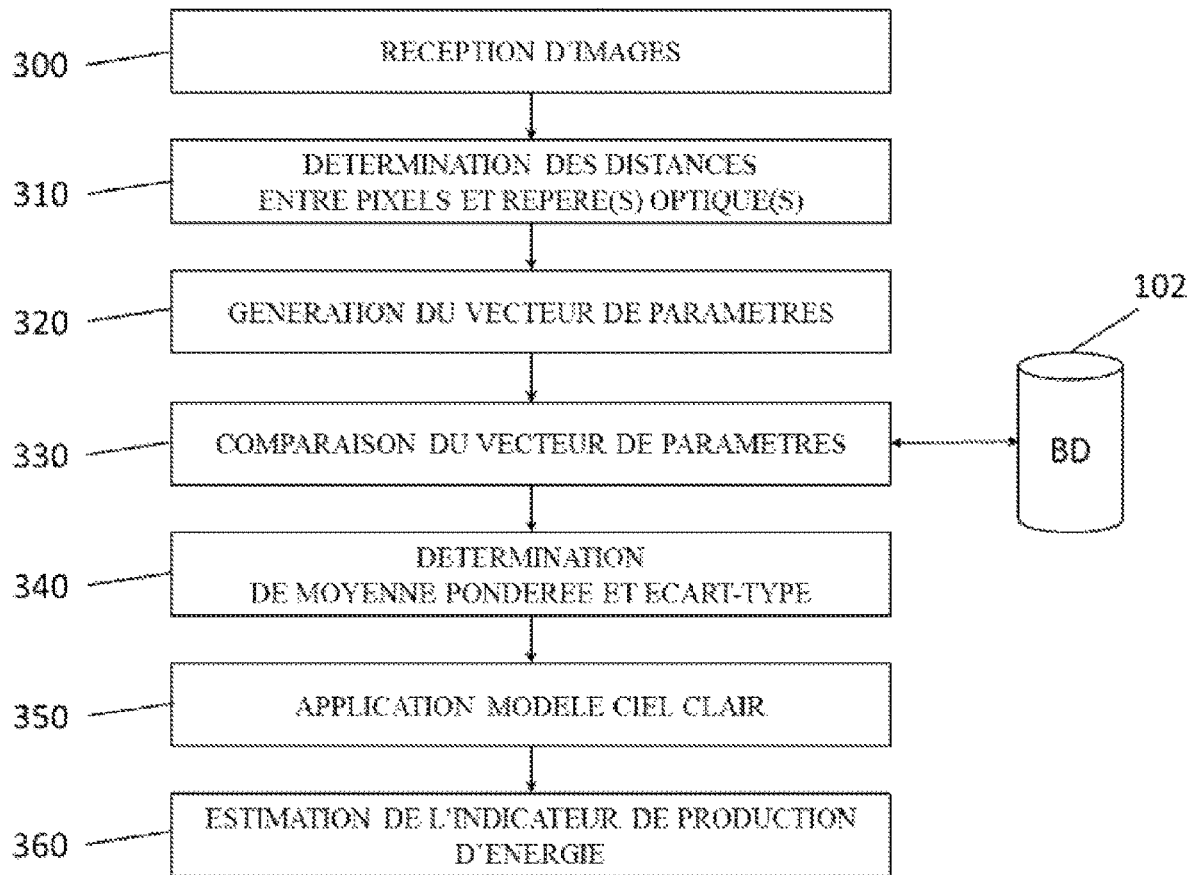 300
RECEPTION D'IMAGES
310
DETERMINATION DES DISTANCES
ENTRE PIXELS ET REPERE(S) OPTIQUE(S)
320
GENERATION DU VECTEUR DE PARAMETRES
102
330
COMPARAISON DU VECTEUR DE PARAMETRES
BD
340
DETERMINATION
DE MOYENNE PONDEREE ET ECART-TYPE
350
APPLICATION MODÈLE CIEL CLAIR
360
ESTIMATION DE L'INDICATEUR DE PRODUCTION
D'ENERGIE